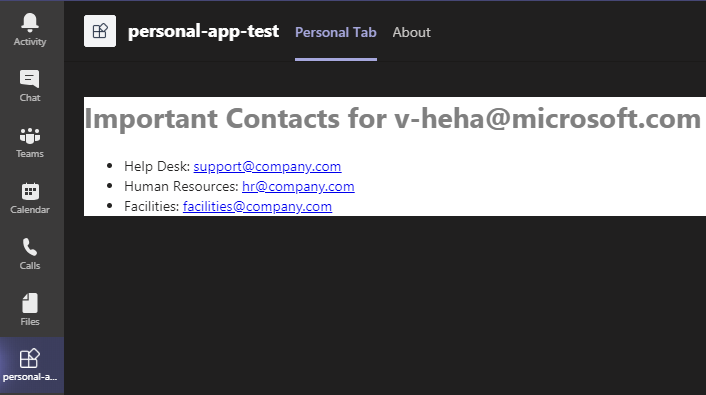 Activity
Chat
Teams
Calendar
Calls
Files
personal-a...
personal-app-test
Personal Tab
About
Important Contacts for v-heha@microsoft.com
Help Desk: support@company.com
Human Resources: hr@company.com
Facilities: facilities@company.com